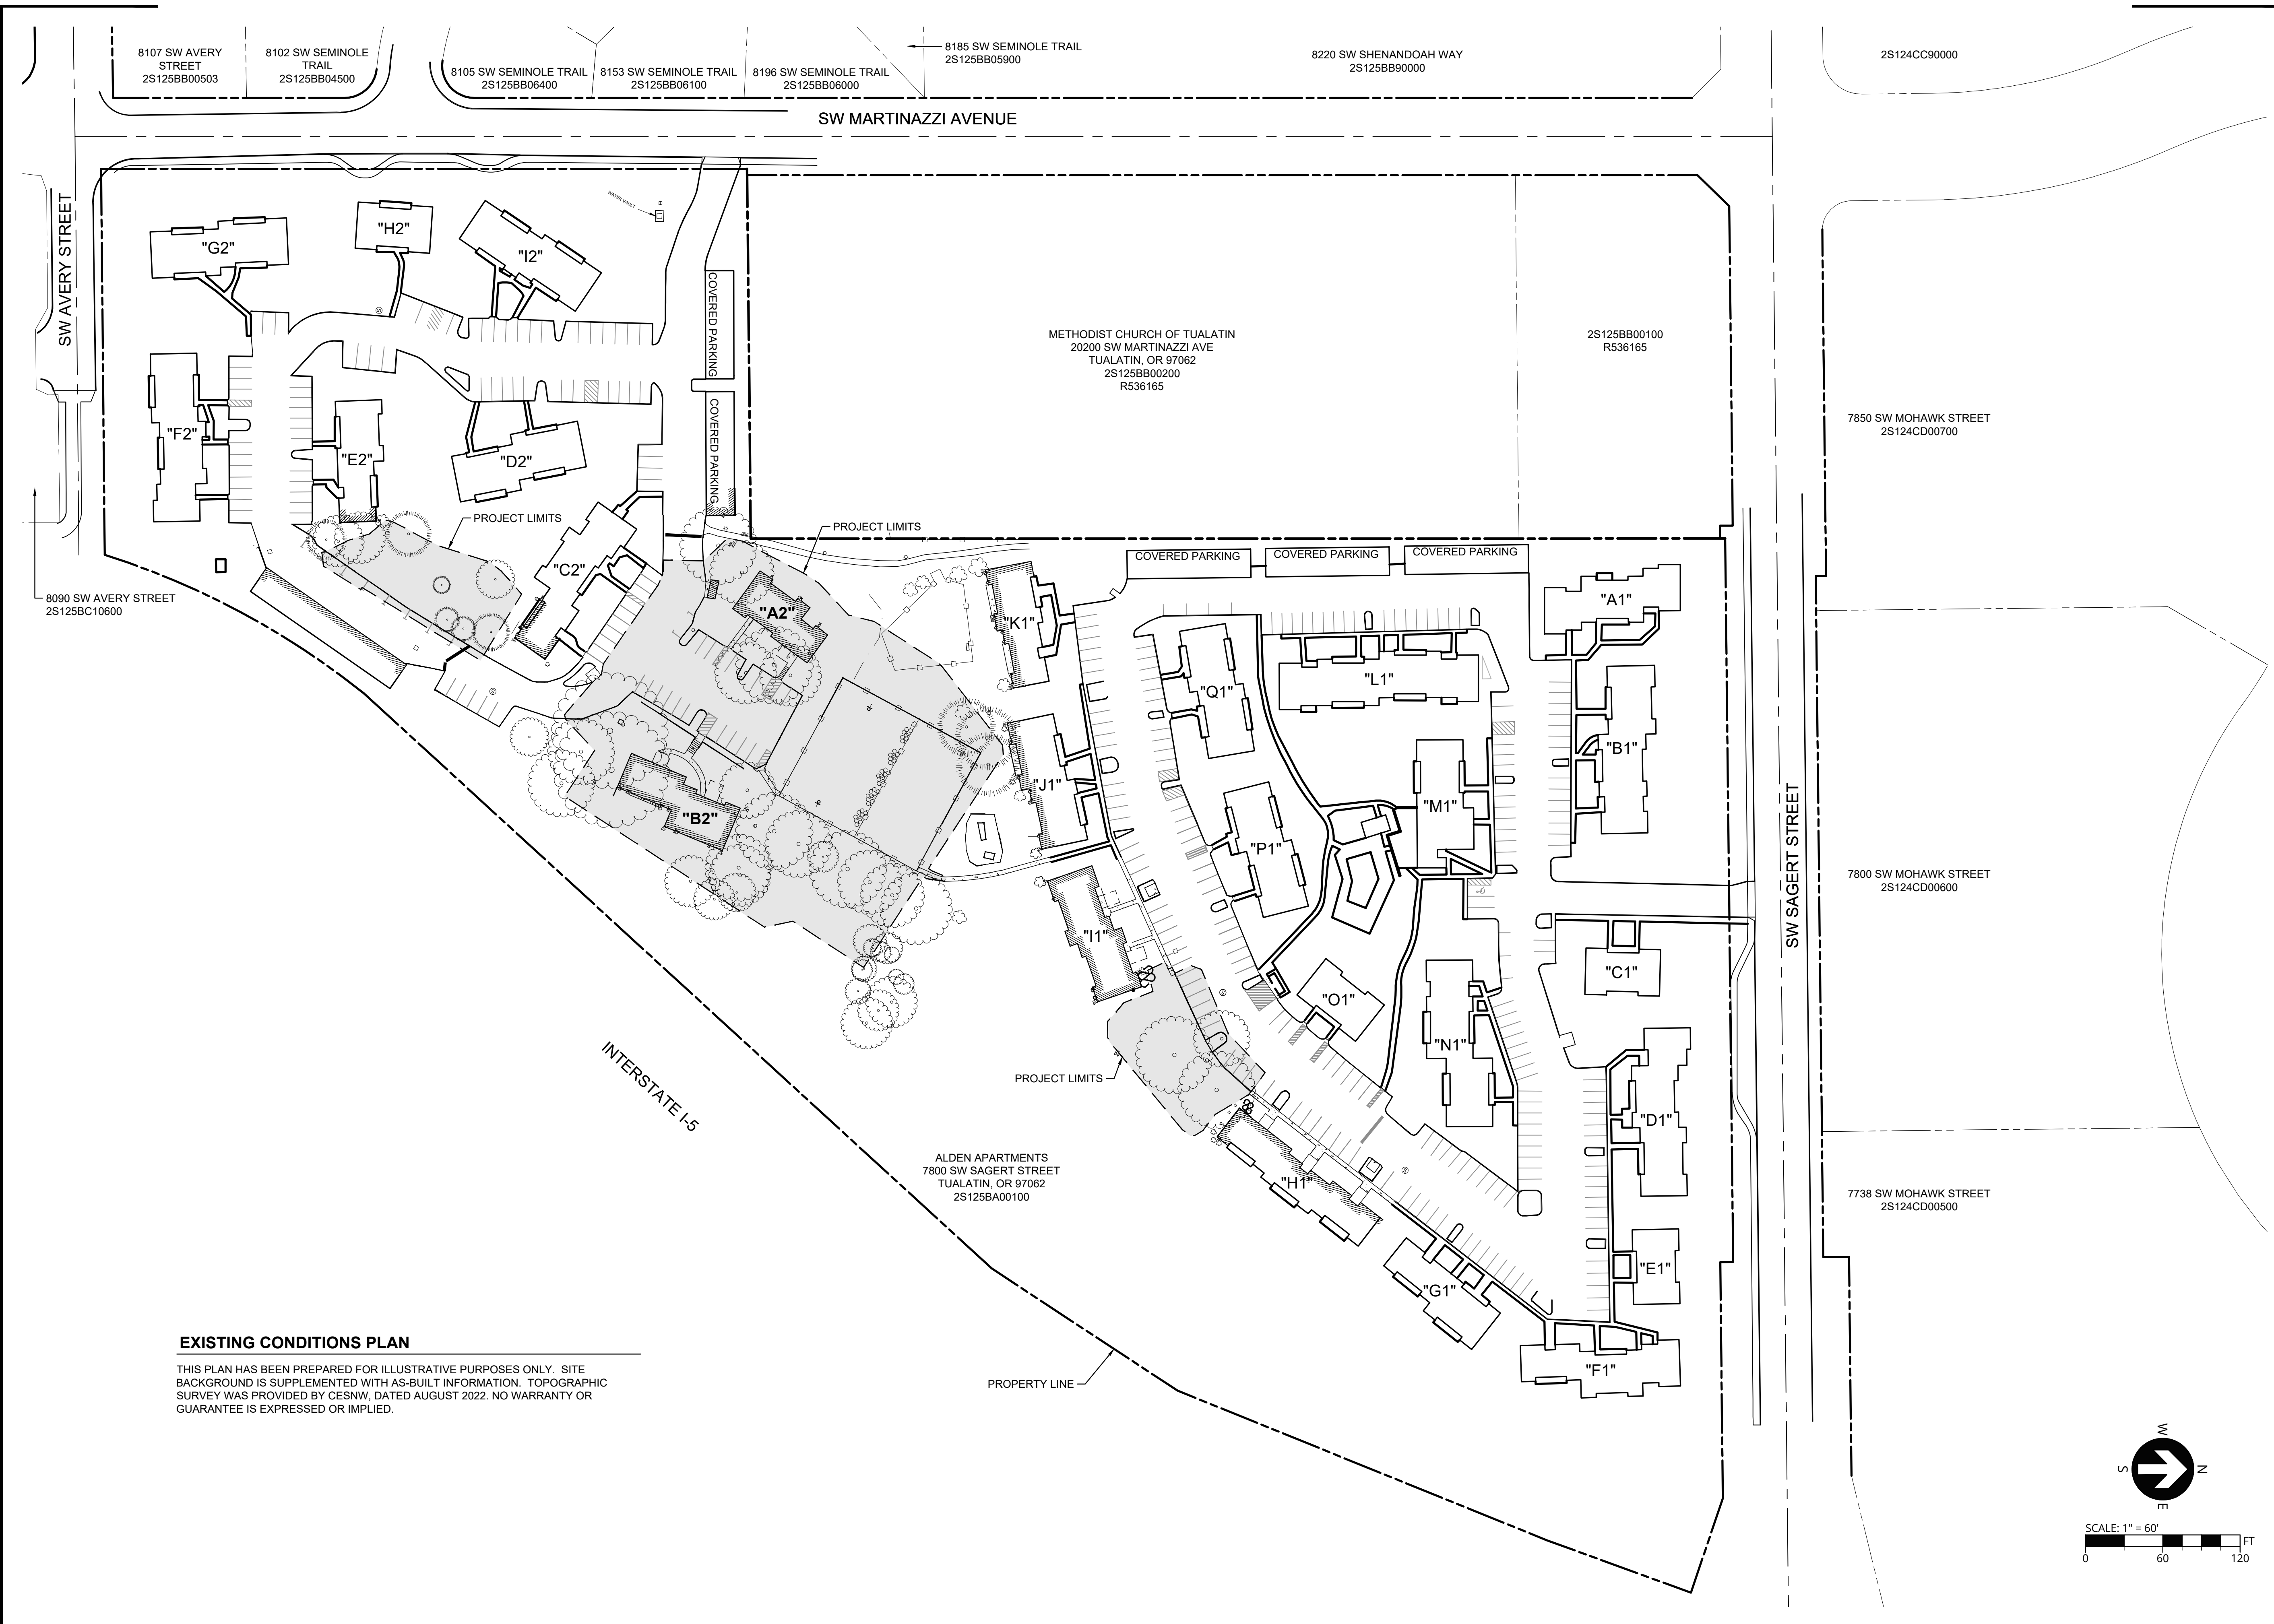 8107 SW AVERY
STREET
2S125BB00503
8102 SW SEMINOLE
TRAIL
2S125BB04500
8105 SW SEMINOLE TRAIL
2S125BB06400
8153 SW SEMINOLE TRAIL
2S125BB06100
8196 SW SEMINOLE TRAIL
2S125BB06000
8185 SW SEMINOLE TRAIL
2S125BB05900
8220 SW SHENANDOAH WAY
2S125BB90000
2S124CC90000
SW MARTINAZZI AVENUE
SW AVERY STREET
WATER VAULT
"G2"
"H2"
"I2"
COVERED PARKING
COVERED PARKING
METHODIST CHURCH OF TUALATIN
20200 SW MARTINAZZI AVE
TUALATIN, OR 97062
2S125BB00200
R536165
2S125BB00100
R536165
7850 SW MOHAWK STREET
2S124CD00700
"F2"
"E2"
"D2"
PROJECT LIMITS
PROJECT LIMITS
"C2"
8090 SW AVERY STREET
2S125BC10600
COVERED PARKING
COVERED PARKING
COVERED PARKING
"A2"
"K1"
"A1"
"Q1"
"L1"
"B1"
"J1"
"B2"
"M1"
"P1"
SW SAGERT STREET
7800 SW MOHAWK STREET
2S124CD00600
"I1"
"C1"
"O1"
"N1"
INTERSTATE I-5
PROJECT LIMITS
"D1"
ALDEN APARTMENTS
7800 SW SAGERT STREET
TUALATIN, OR 97062
2S125BA00100
"H1"
7738 SW MOHAWK STREET
2S124CD00500
"E1"
"G1"
"F1"
PROPERTY LINE
EXISTING CONDITIONS PLAN
THIS PLAN HAS BEEN PREPARED FOR ILLUSTRATIVE PURPOSES ONLY. SITE
BACKGROUND IS SUPPLEMENTED WITH AS-BUILT INFORMATION. TOPOGRAPHIC
SURVEY WAS PROVIDED BY CESNW, DATED AUGUST 2022. NO WARRANTY OR
GUARANTEE IS EXPRESSED OR IMPLIED.
W
S
N
E
SCALE: 1" = 60'
FT
0 60 120